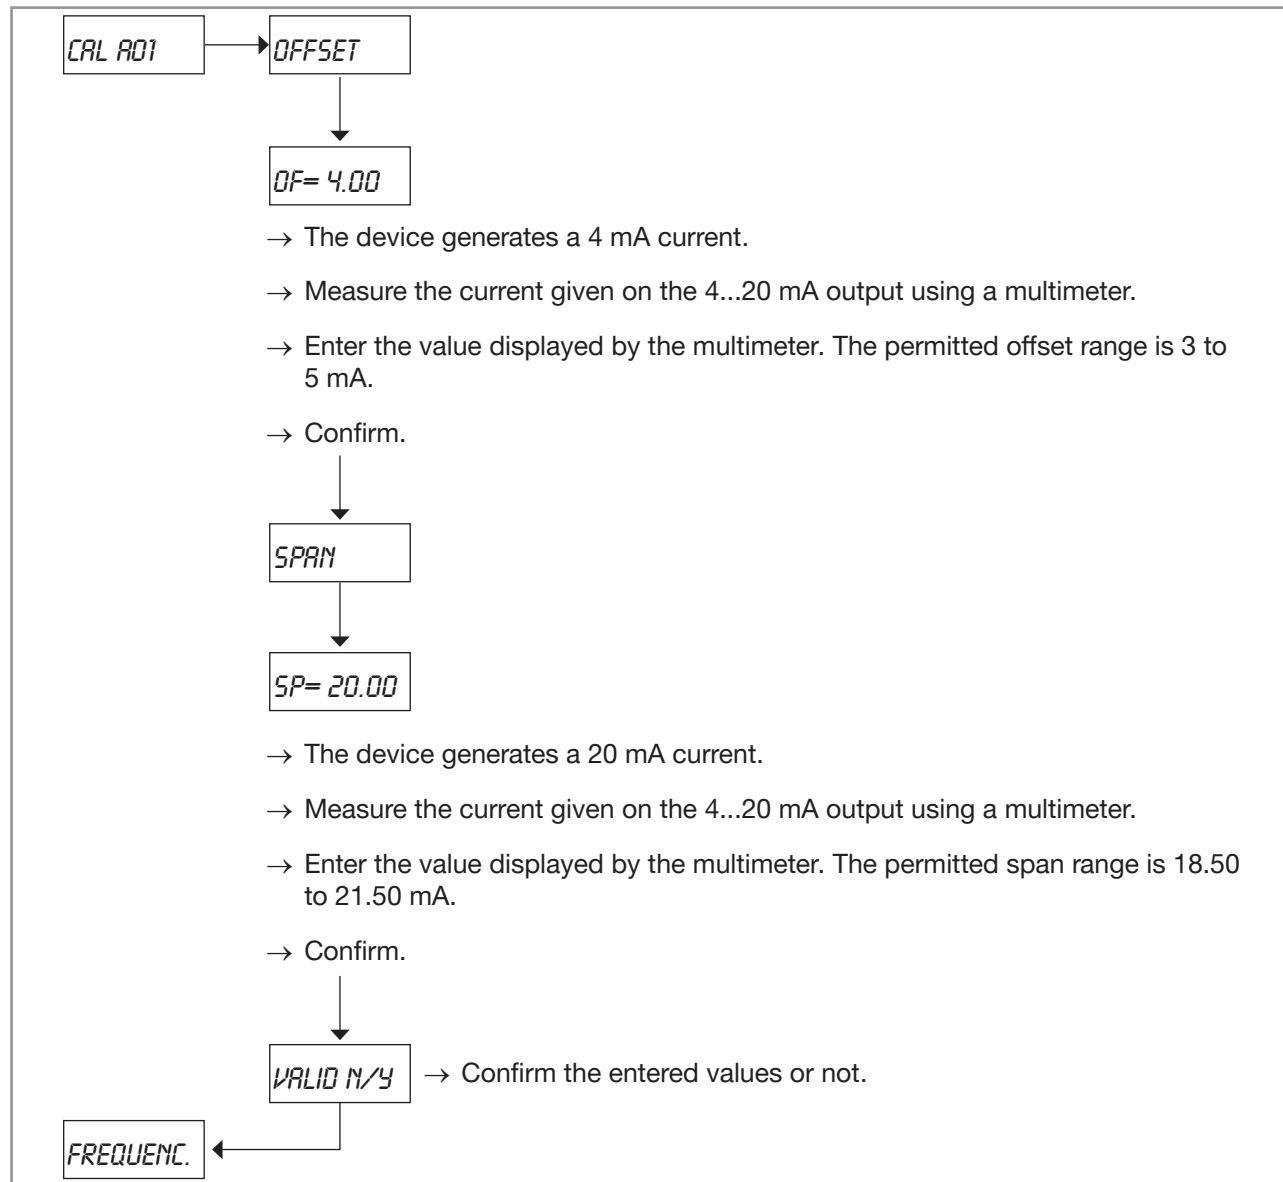 CAL AO1
OFFSET
OF= 4.00
→ The device generates a 4 mA current.
→ Measure the current given on the 4...20 mA output using a multimeter.
→ Enter the value displayed by the multimeter. The permitted offset range is 3 to
5 mA.
→ Confirm.
SPAN
SP= 20.00
→ The device generates a 20 mA current.
→ Measure the current given on the 4...20 mA output using a multimeter.
→ Enter the value displayed by the multimeter. The permitted span range is 18.50
to 21.50 mA.
→ Confirm.
VALID N/Y
→ Confirm the entered values or not.
FREQUENC.